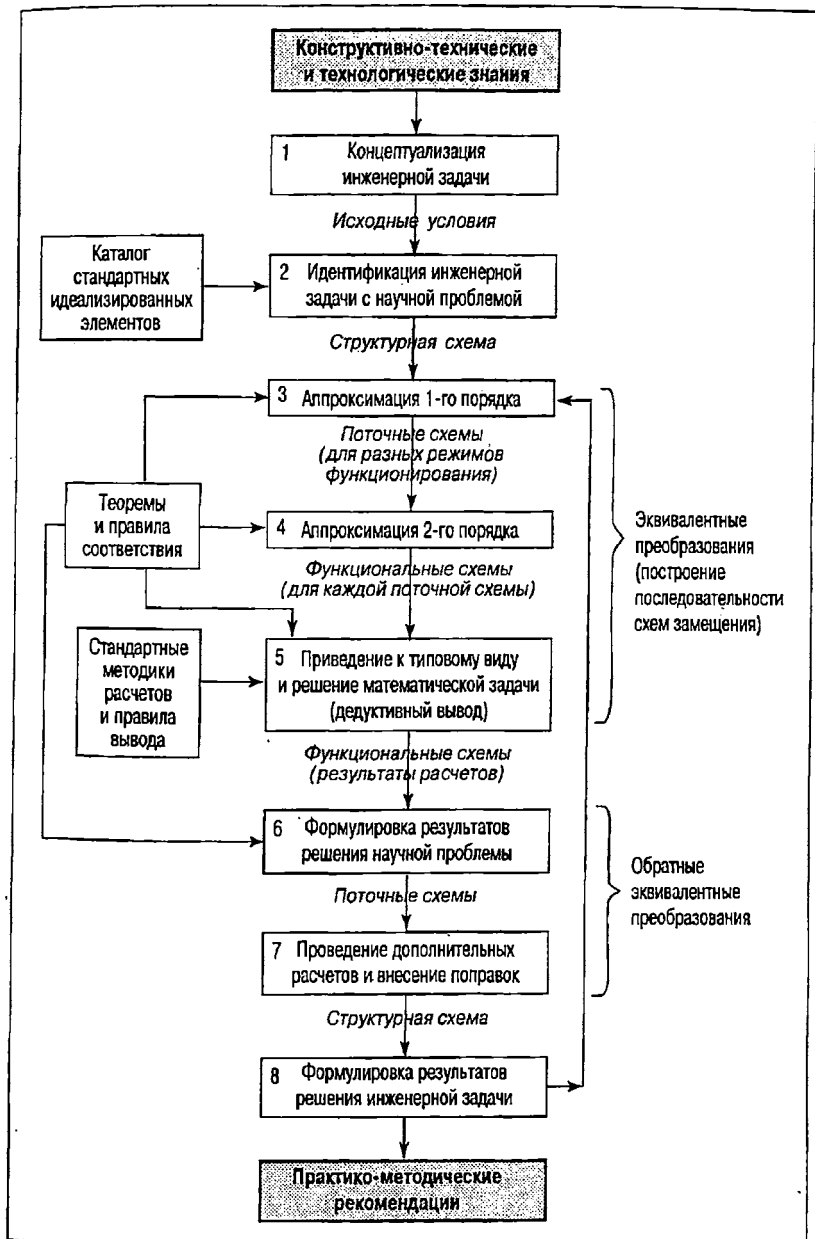 Конструктивно-технические
и технологические знания
1
Концептуализация
инженерной задачи
Исходные условия
Каталог
стандартных
идеализированных
элементов
2
Идентификация инженерной
задачи с научной проблемой
Структурная схема
3
Аппроксимация 1-го порядка
Поточные схемы
(для разных режимов
функционирования)
Теоремы
и правила
соответствия
4
Аппроксимация 2-го порядка
Функциональные схемы
(для каждой поточной схемы)
Эквивалентные
преобразования
(построение
последовательности
схем замещения)
Стандартные
методики
расчетов
и правила
вывода
5
Приведение к типовому виду
и решение математической задачи
(дедуктивный вывод)
Функциональные схемы
(результаты расчетов)
6
Формулировка результатов
решения научной проблемы
Поточные схемы
Обратные
эквивалентные
преобразования
7
Проведение дополнительных
расчетов и внесение поправок
Структурная схема
8
Формулировка результатов
решения инженерной задачи
Практико-методические
рекомендации